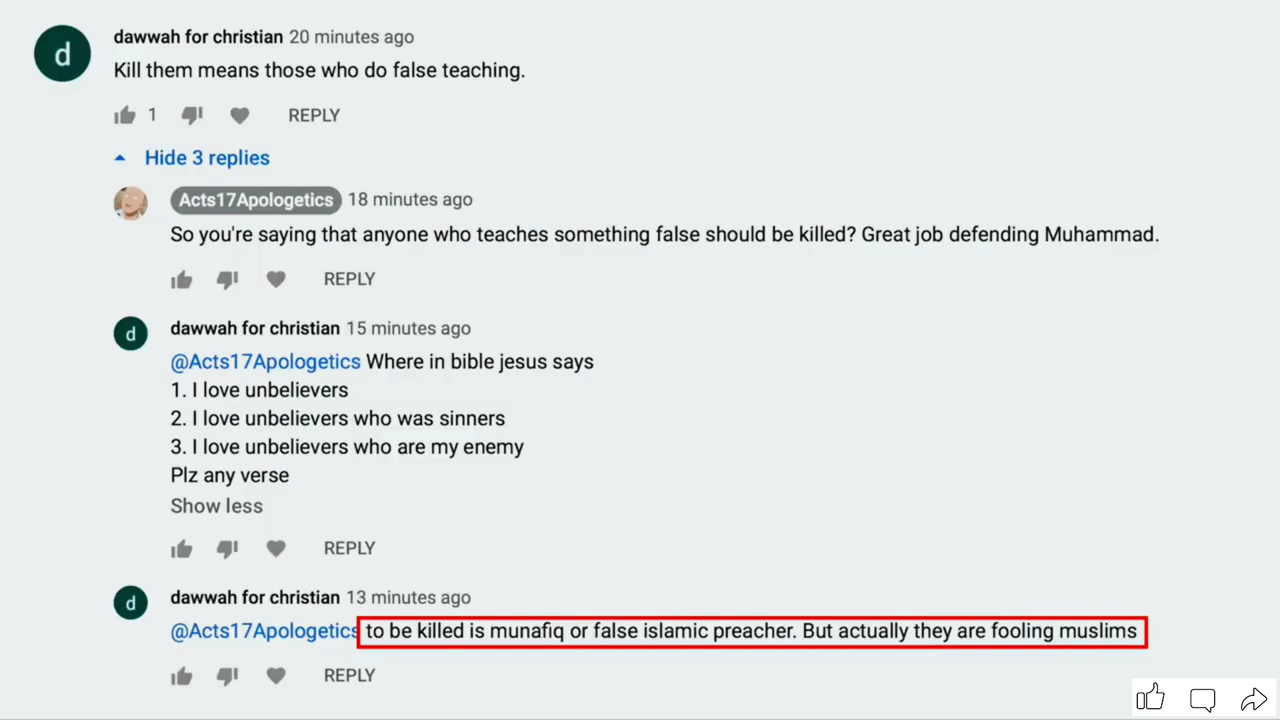 dawwah for christian 20 minutes ago
Kill them means those who do false teaching.
1 REPLY
Hide 3 replies
Acts17Apologetics 18 minutes ago
So you're saying that anyone who teaches something false should be killed? Great job defending Muhammad.
REPLY
dawwah for christian 15 minutes ago
@Acts17Apologetics Where in bible jesus says
1. I love unbelievers
2. I love unbelievers who was sinners
3. I love unbelievers who are my enemy
Plz any verse
Show less
REPLY
dawwah for christian 13 minutes ago
@Acts17Apologetics to be killed is munafiq or false islamic preacher. But actually they are fooling muslims
REPLY
d
d
d